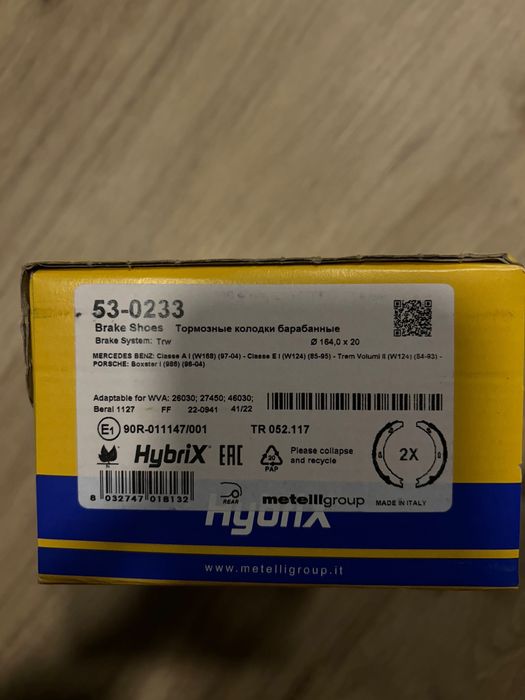 53-0233
Brake Shoes Тормозные колодки барабанные
Brake System: Trw Ø 164,0 x 20
MERCEDES BENZ: Classe A I (W168) (97-04) - Classe E I (W124) (85-95) - Trem Volumi II (W124) (84-93) -
PORSCHE: Boxster I (986) (96-04)
Adaptable for WVA: 26030; 27450; 46030;
Beral 1127 FF 22-0941 41/22
E1 90R-011147/001 TR 052.117
HybriX EAC Please collapse
and recycle
20
PAP
2X
8 032747 018132
REAR
metelligroup
MADE IN ITALY
HybriX
www.metelligroup.it